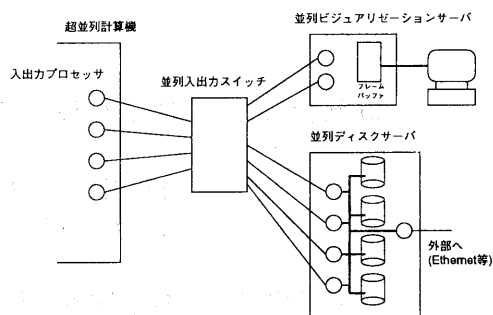 超並列計算機
並列ビジュアリゼーションサーバ
入出力プロセッサ
並列入出力スイッチ
フレーム
バッファ
並列ディスクサーバ
外部へ
(Ethernet等)